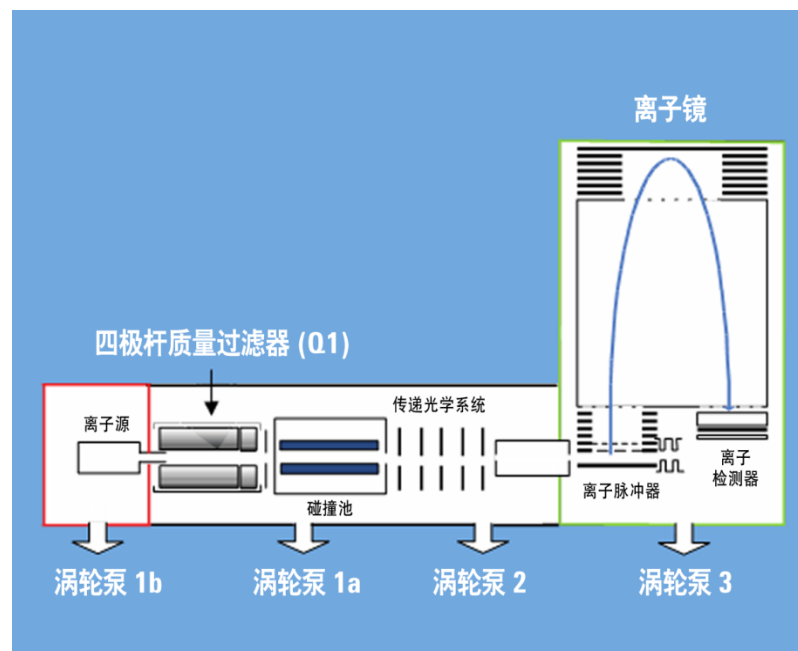 离子镜
四极杆质量过滤器 (Q1)
传递光学系统
离子源
离子
检测器
离子脉冲器
碰撞池
涡轮泵 1b
涡轮泵 1a
涡轮泵 2
涡轮泵 3